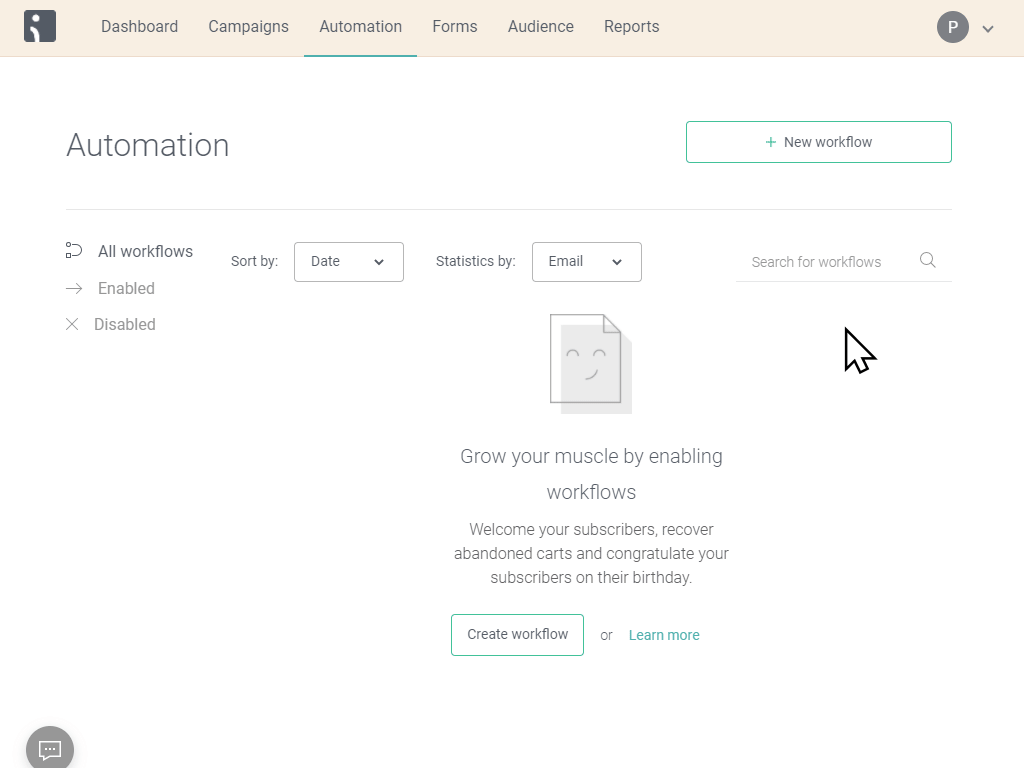 Dashboard Campaigns Automation Forms Audience Reports P
Automation
+ New workflow
All workflows
Enabled
Disabled
Sort by: Date Statistics by: Email Search for workflows
Grow your muscle by enabling
workflows
Welcome your subscribers, recover
abandoned carts and congratulate your
subscribers on their birthday.
Create workflow or Learn more